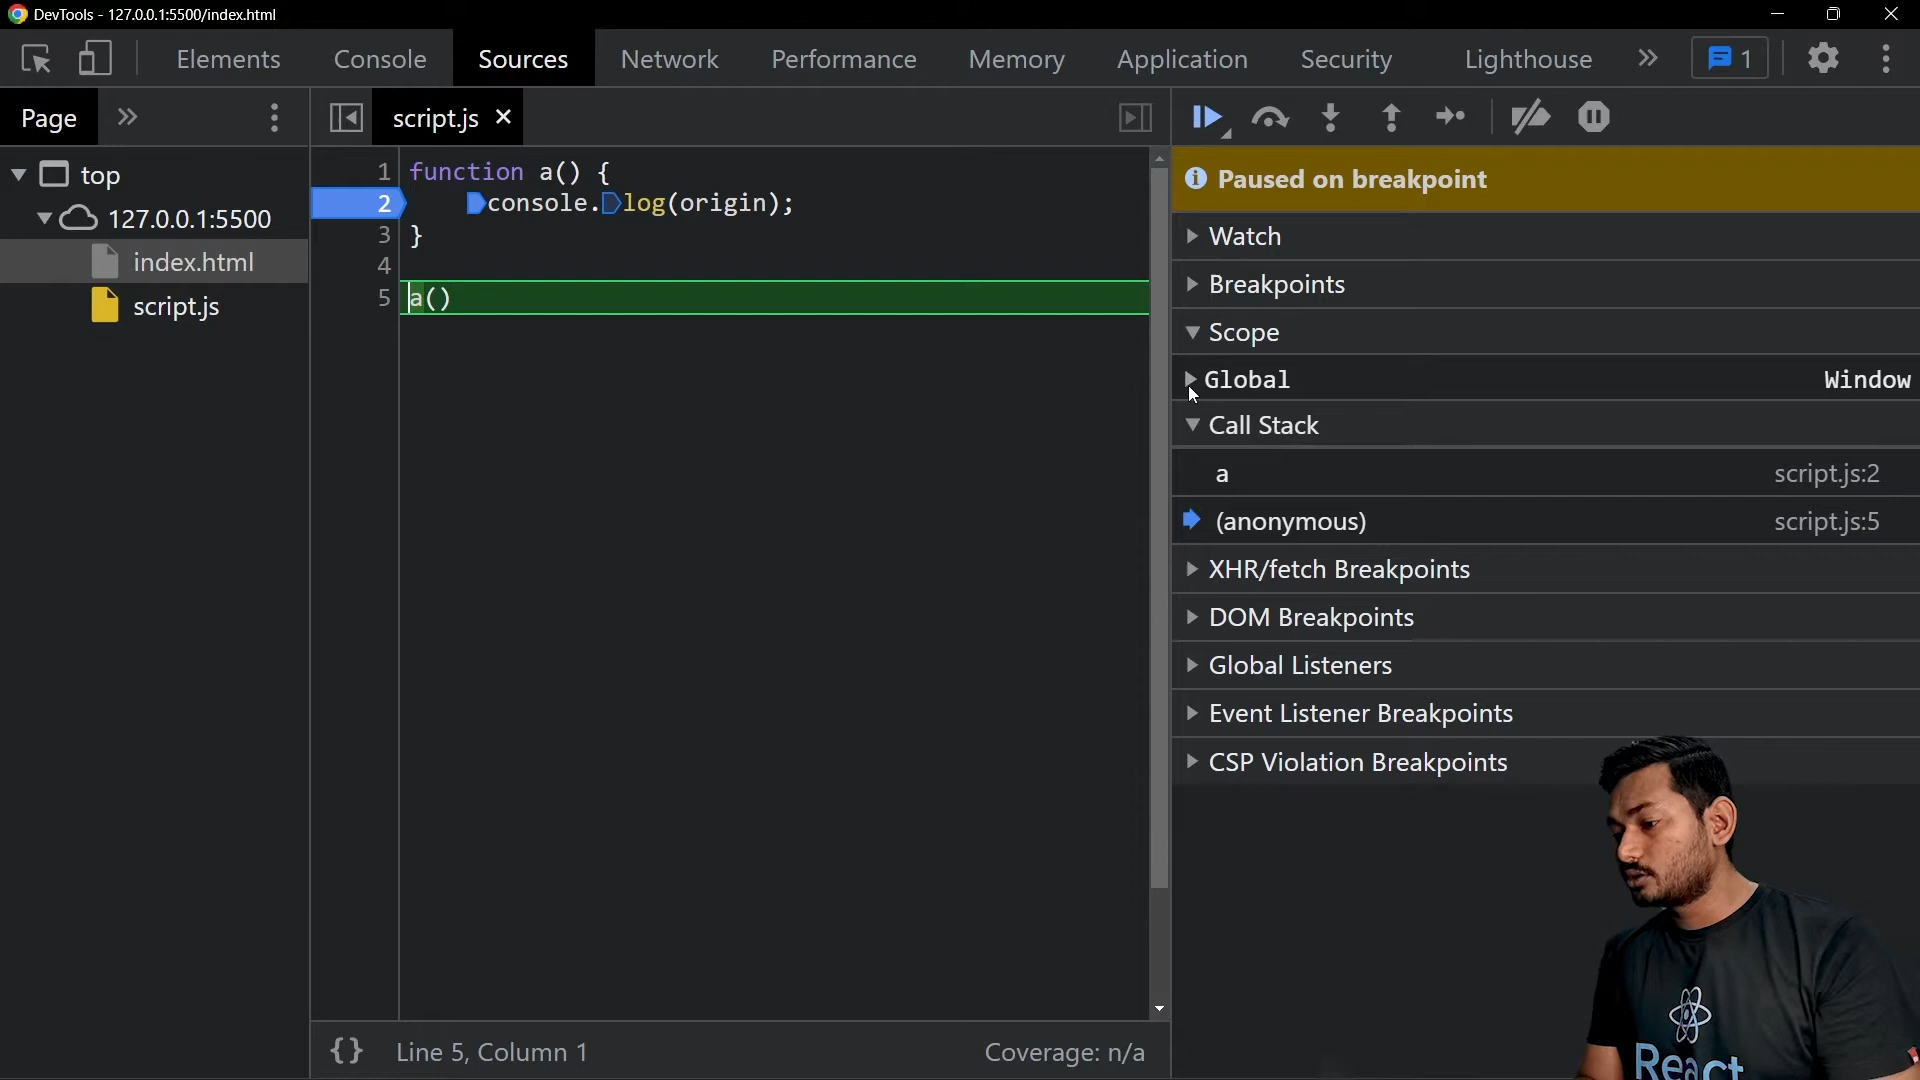 DevTools - 127.0.0.1:5500/index.html
Elements Console Sources Network Performance Memory Application Security Lighthouse 1
Page
script.js
top
127.0.0.1:5500
index.html
script.js
1 function a() {
2 console.log(origin);
3 }
4
5 a()
{} Line 5, Column 1 Coverage: n/a
Paused on breakpoint
Watch
Breakpoints
Scope
Global Window
Call Stack
a script.js:2
(anonymous) script.js:5
XHR/fetch Breakpoints
DOM Breakpoints
Global Listeners
Event Listener Breakpoints
CSP Violation Breakpoints
React